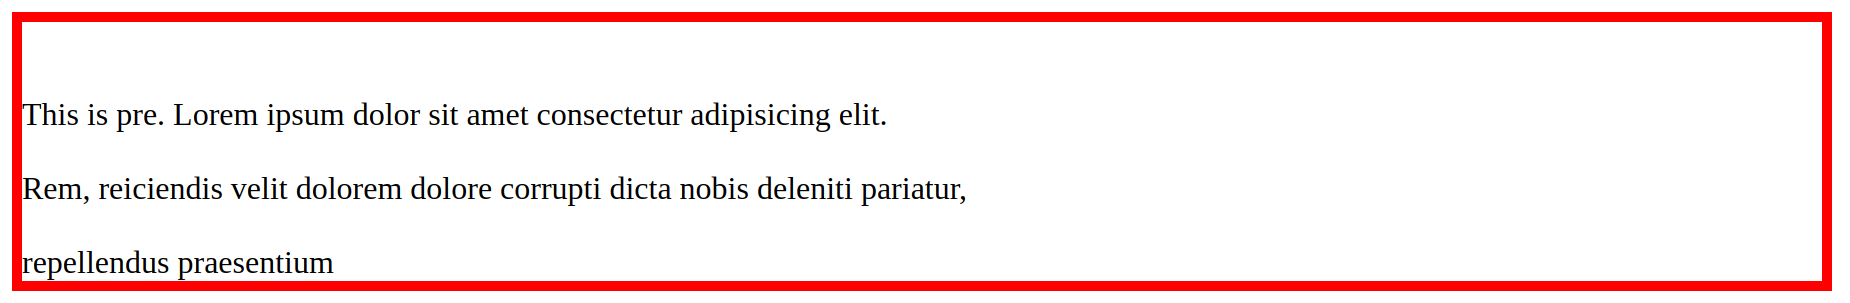 This is pre. Lorem ipsum dolor sit amet consectetur adipisicing elit.
Rem, reiciendis velit dolorem dolore corrupti dicta nobis deleniti pariatur,
repellendus praesentium